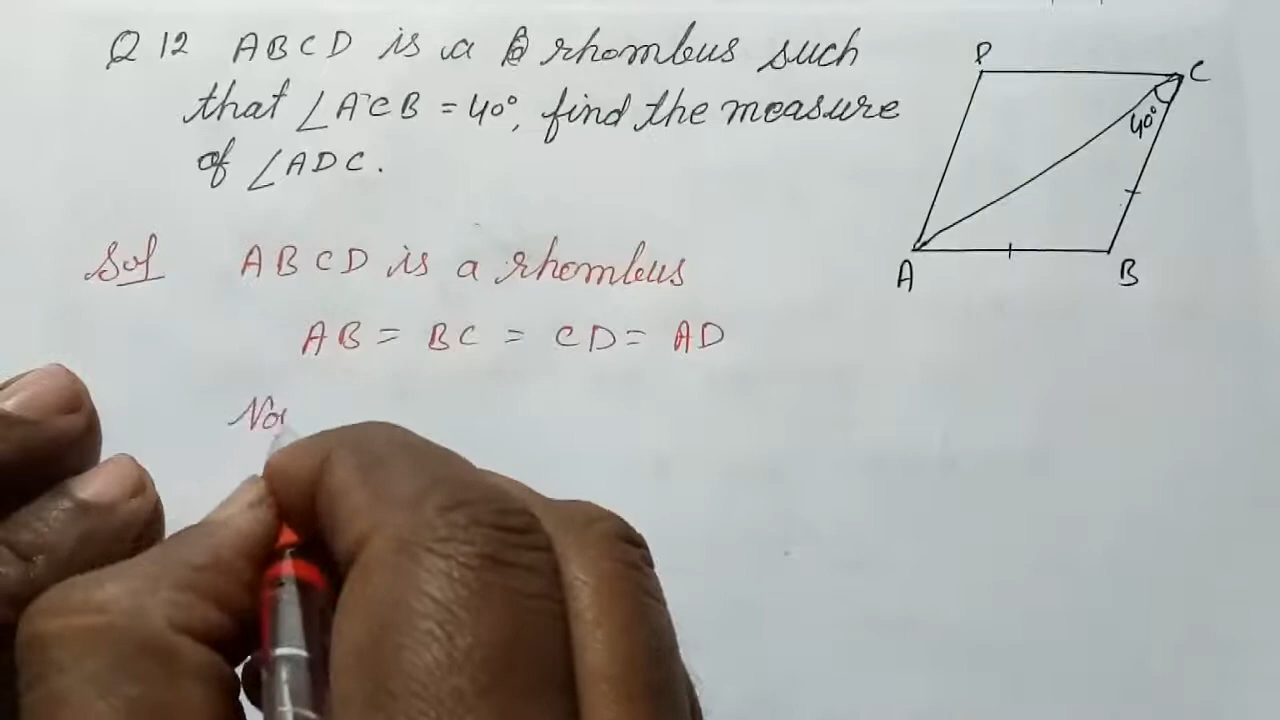 Q 12 ABCD is a rhombus such
that ∠ACB = 40°, find the measure
of ∠ADC.
Sol ABCD is a rhombus
AB = BC = CD = AD
P
C
40°
A
B